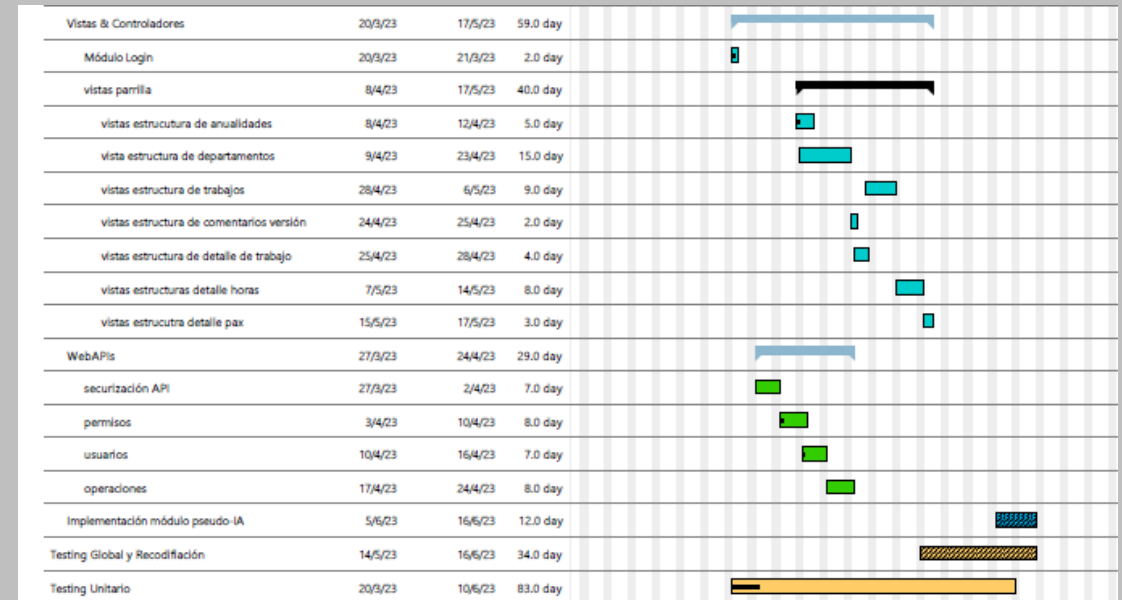 Vistas & Controladores 20/3/23 17/5/23 59.0 day
Módulo Login 20/3/23 21/3/23 2.0 day
vistas parrilla 8/4/23 17/5/23 40.0 day
vistas estrucutura de anualidades 8/4/23 12/4/23 5.0 day
vista estructura de departamentos 9/4/23 23/4/23 15.0 day
vistas estructura de trabajos 28/4/23 6/5/23 9.0 day
vistas estructura de comentarios versión 24/4/23 25/4/23 2.0 day
vistas estructura de detalle de trabajo 25/4/23 28/4/23 4.0 day
vistas estructuras detalle horas 7/5/23 14/5/23 8.0 day
vistas estrucutra detalle pax 15/5/23 17/5/23 3.0 day
WebAPIs 27/3/23 24/4/23 29.0 day
securización API 27/3/23 2/4/23 7.0 day
permisos 3/4/23 10/4/23 8.0 day
usuarios 10/4/23 16/4/23 7.0 day
operaciones 17/4/23 24/4/23 8.0 day
Implementación módulo pseudo-IA 5/6/23 16/6/23 12.0 day
Testing Global y Recodifiación 14/5/23 16/6/23 34.0 day
Testing Unitario 20/3/23 10/6/23 83.0 day